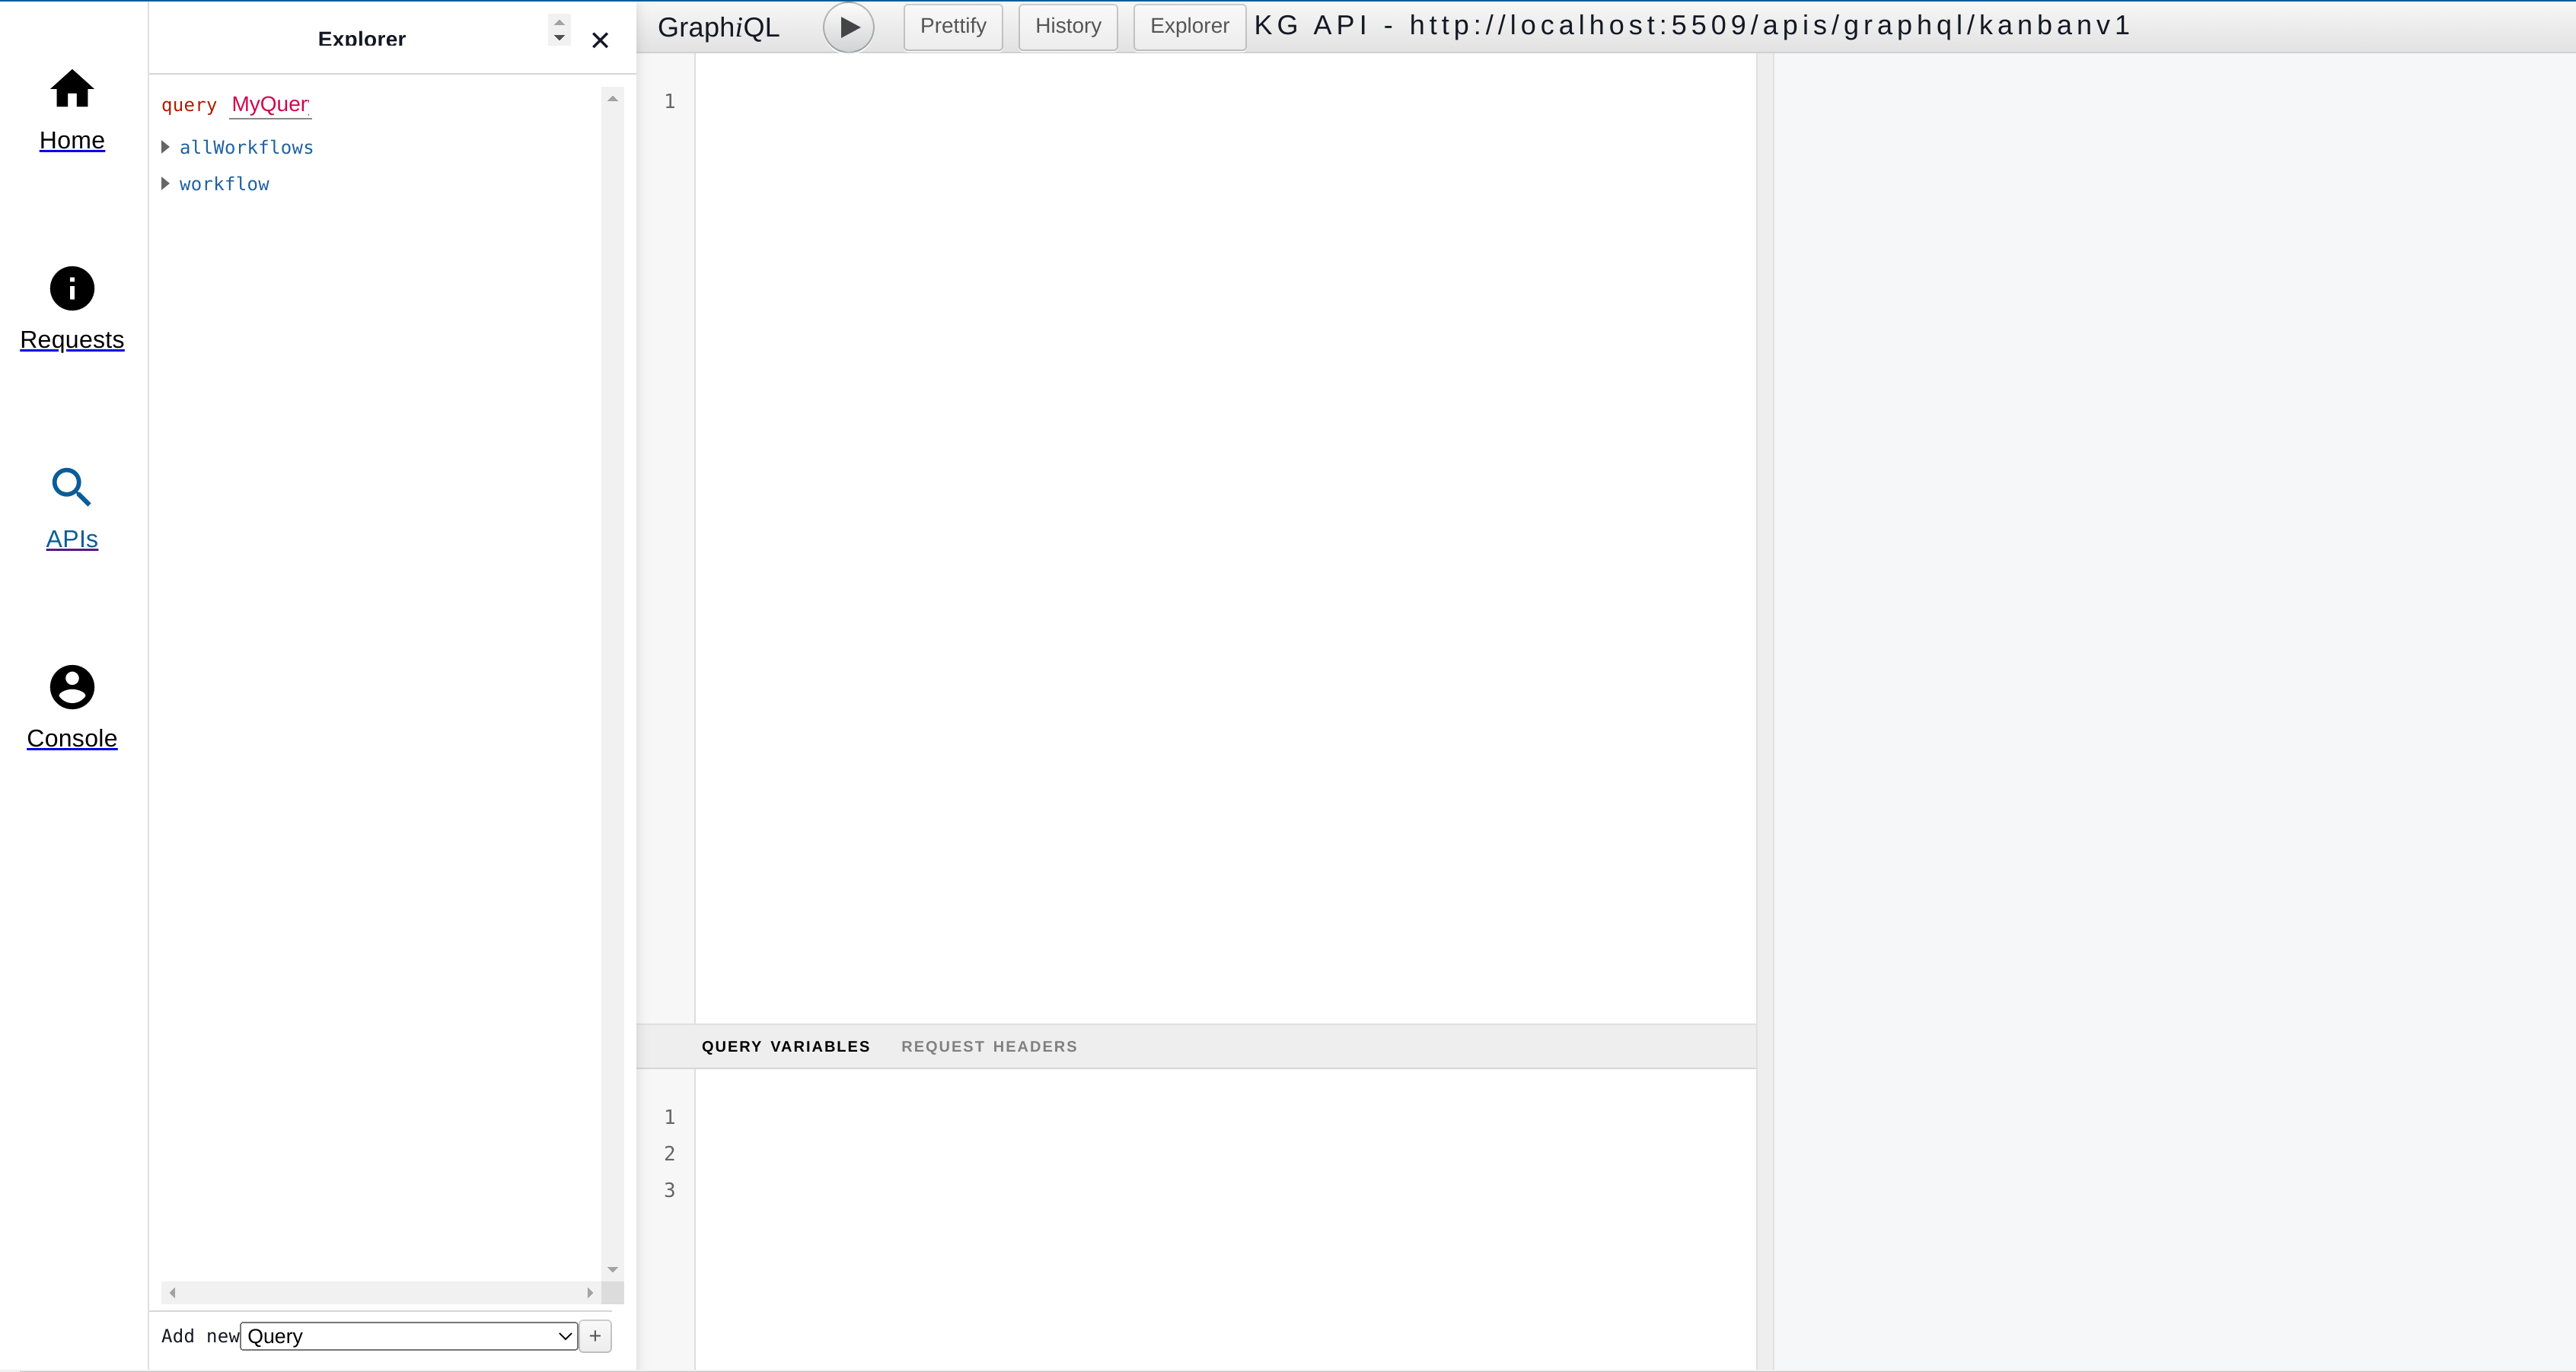 Home
Requests
APIs
Console
Explorer
query MyQuer
allWorkflows
workflow
Add new Query +
GraphiQL Prettify History Explorer KG API - http://localhost:5509/apis/graphql/kanbanv1
1
QUERY VARIABLES REQUEST HEADERS
1
2
3